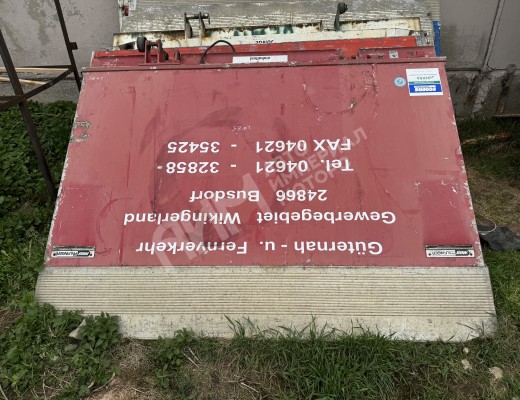 Güternah - u. Fernverkehr
Gewerbegebiet Wikingerland
24866 Busdorf
Tel. 04621 - 32858
FAX 04621 - 35425